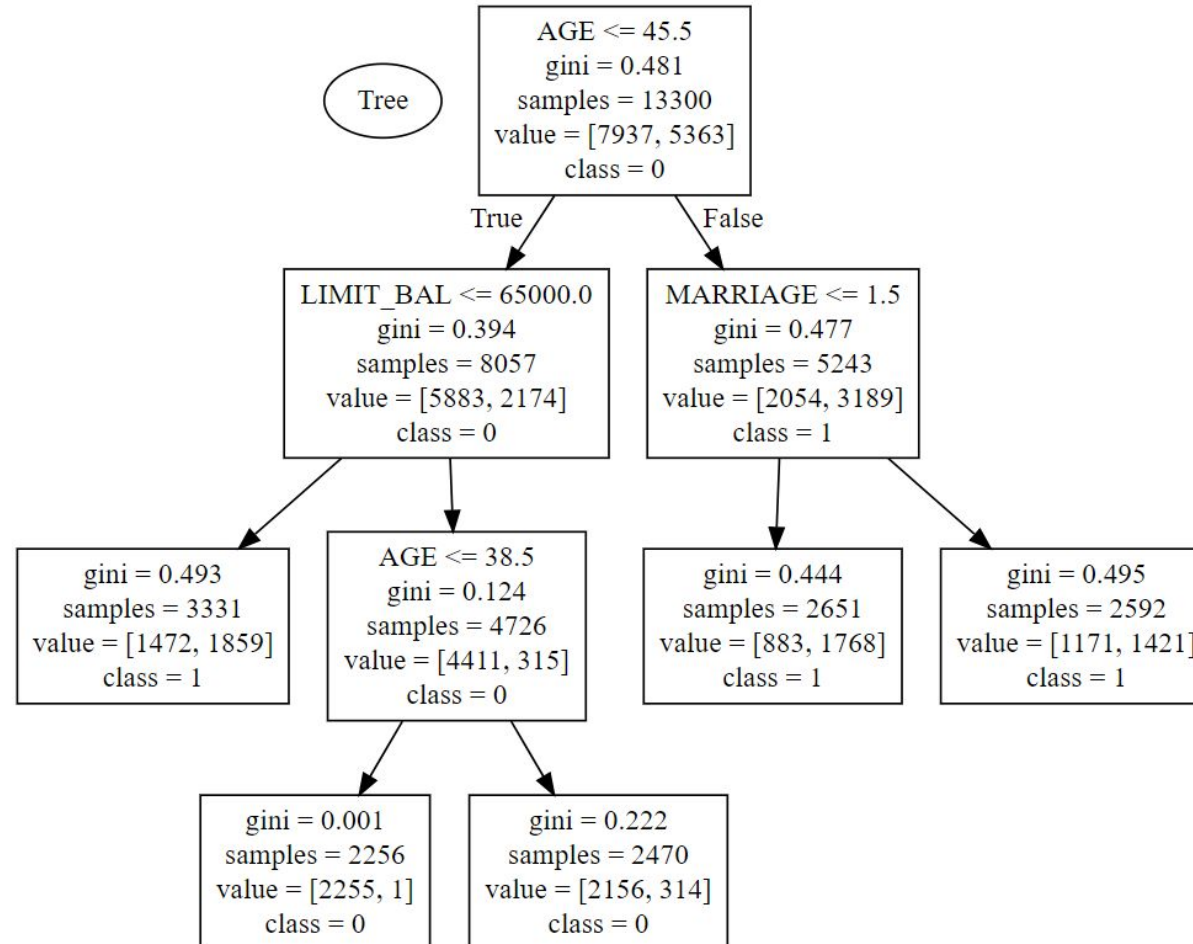 AGE <= 45.5
gini = 0.481
samples = 13300
value = [7937, 5363]
class = 0
Tree
True
False
LIMIT_BAL <= 65000.0
gini = 0.394
samples = 8057
value = [5883, 2174]
class = 0
MARRIAGE <= 1.5
gini = 0.477
samples = 5243
value = [2054, 3189]
class = 1
gini = 0.493
samples = 3331
value = [1472, 1859]
class = 1
AGE <= 38.5
gini = 0.124
samples = 4726
value = [4411, 315]
class = 0
gini = 0.444
samples = 2651
value = [883, 1768]
class = 1
gini = 0.495
samples = 2592
value = [1171, 1421]
class = 1
gini = 0.001
samples = 2256
value = [2255, 1]
class = 0
gini = 0.222
samples = 2470
value = [2156, 314]
class = 0